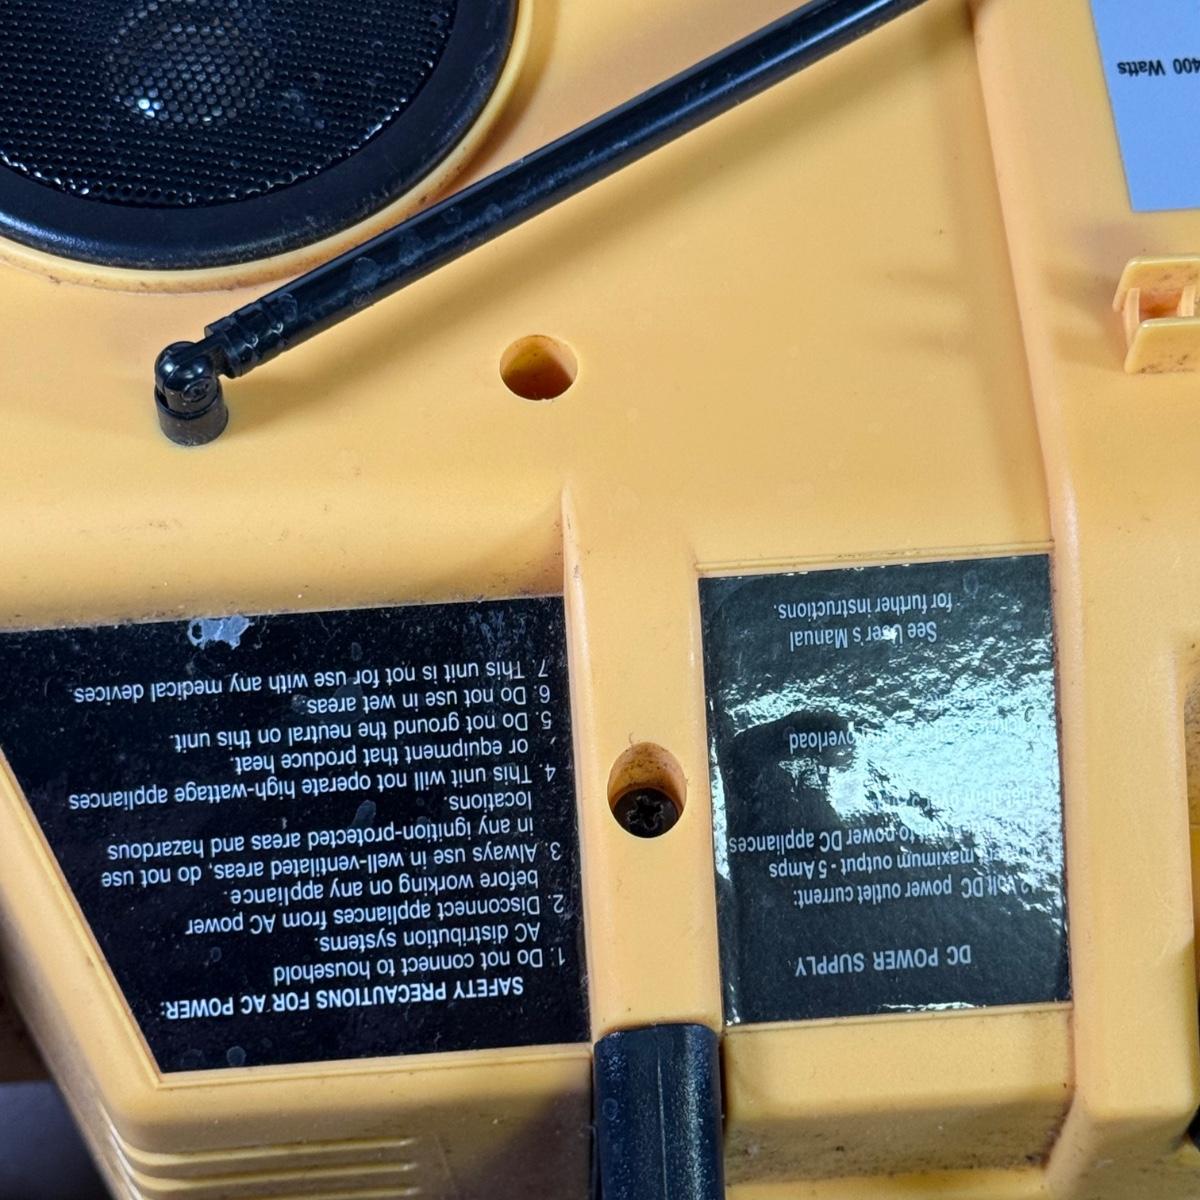 SAFETY PRECAUTIONS FOR AC POWER:
1. Do not connect to household
AC distribution systems.
2. Disconnect appliances from AC power
before working on any appliance.
3. Always use in well-ventilated areas, do not use
in any ignition-protected areas and hazardous
locations.
4. This unit will not operate high-wattage appliances
or equipment that produce heat.
5. Do not ground the neutral on this unit.
6. Do not use in wet areas.
7. This unit is not for use with any medical devices.
DC POWER SUPPLY
Volt DC power outlet current:
maximum output - 5 Amps
to power DC appliances
overload
See User's Manual
for further instructions.
400 Watts